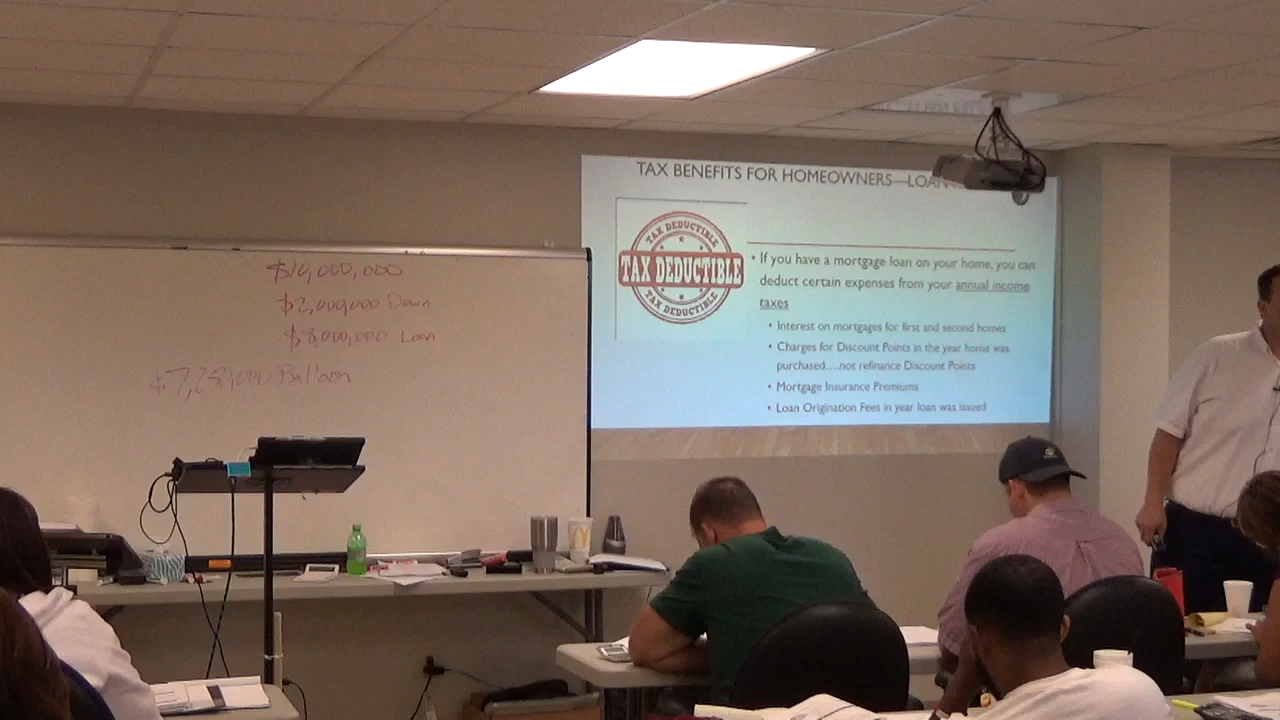 $10,000,000
$2,000,000 Down
$8,000,000 Loan
Balloon
TAX BENEFITS FOR HOMEOWNERS—LOAN
TAX DEDUCTIBLE
TAX DEDUCTIBLE
TAX DEDUCTIBLE
• If you have a mortgage loan on your home, you can
deduct certain expenses from your annual income
taxes
• Interest on mortgages for first and second homes
• Charges for Discount Points in the year home was
purchased....not refinance Discount Points
• Mortgage Insurance Premiums
• Loan Origination Fees in year loan was issued